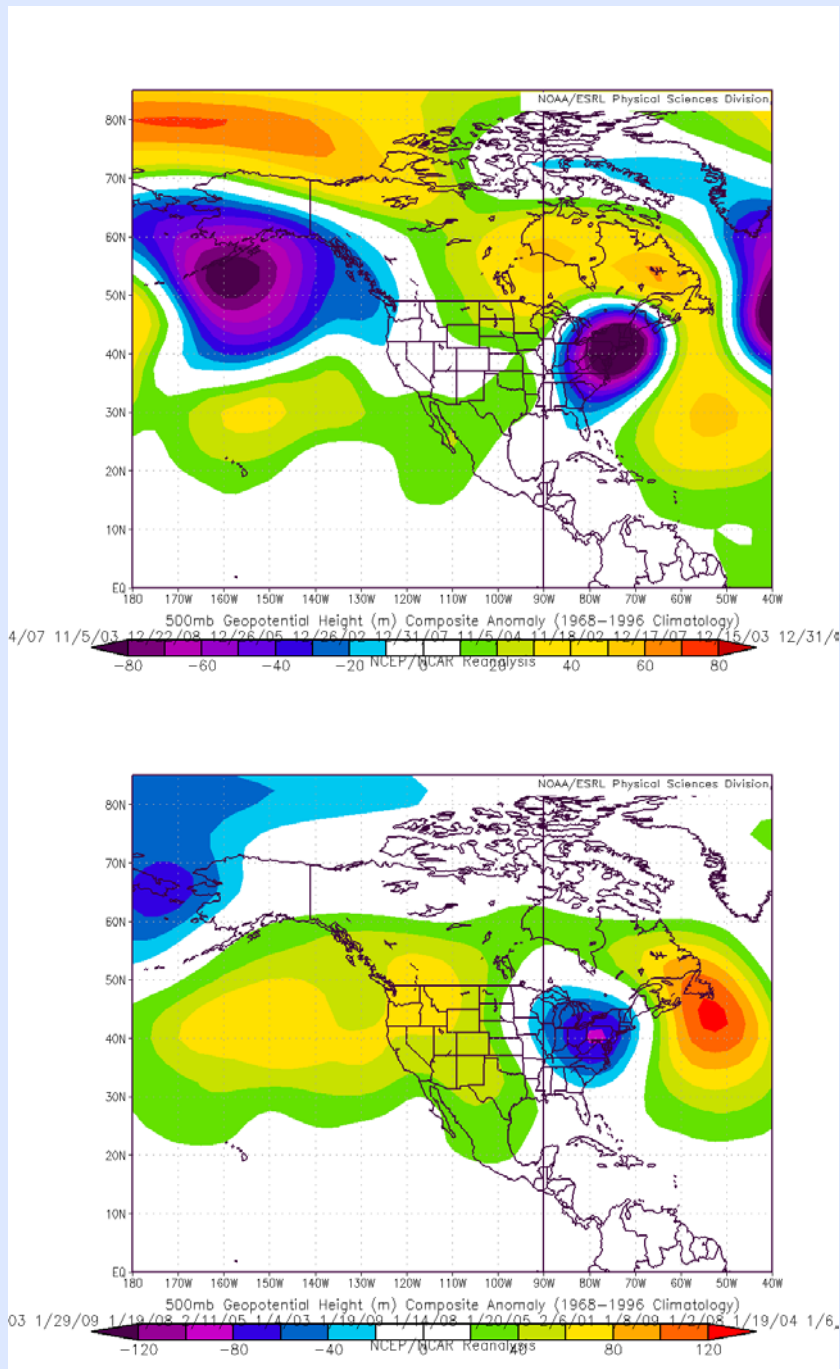 NOAA/ESRL Physical Sciences Division
80N
70N
60N
50N
40N
30N
20N
10N
EQ
180 170W 160W 150W 140W 130W 120W 110W 100W 90W 80W 70W 60W 50W 40W
500mb Geopotential Height (m) Composite Anomaly (1968-1996 Climatology)
4/07 11/5/03 12/22/08 12/26/05 12/26/02 12/31/07 11/5/04 11/18/02 12/17/07 12/15/03 12/31/
-80 -60 -40 -20 0 20 40 60 80
NCEP/NCAR Reanalysis
NOAA/ESRL Physical Sciences Division
80N
70N
60N
50N
40N
30N
20N
10N
EQ
180 170W 160W 150W 140W 130W 120W 110W 100W 90W 80W 70W 60W 50W 40W
500mb Geopotential Height (m) Composite Anomaly (1968-1996 Climatology)
03 1/29/09 1/19/08 2/11/05 1/4/03 1/19/09 1/14/08 1/20/05 2/6/01 1/8/09 1/2/08 1/19/04 1/6
-120 -80 -40 0 40 80 120
NCEP/NCAR Reanalysis